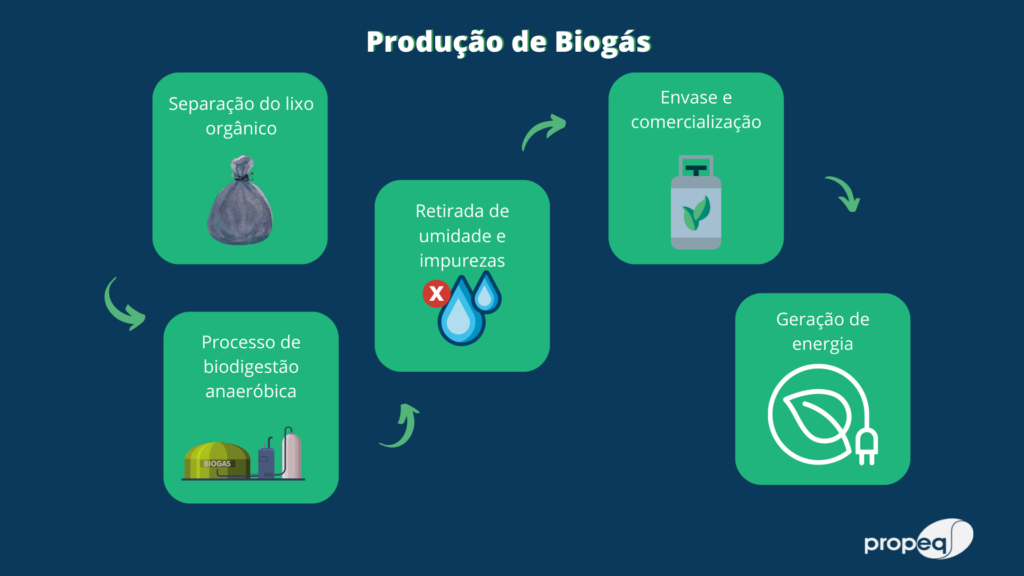 Produção de Biogás
Separação do lixo
orgânico
Processo de
biodigestão
anaeróbica
BIOGAS
Retirada de
umidade e
impurezas
X
Envase e
comercialização
Geração de
energia
propeq